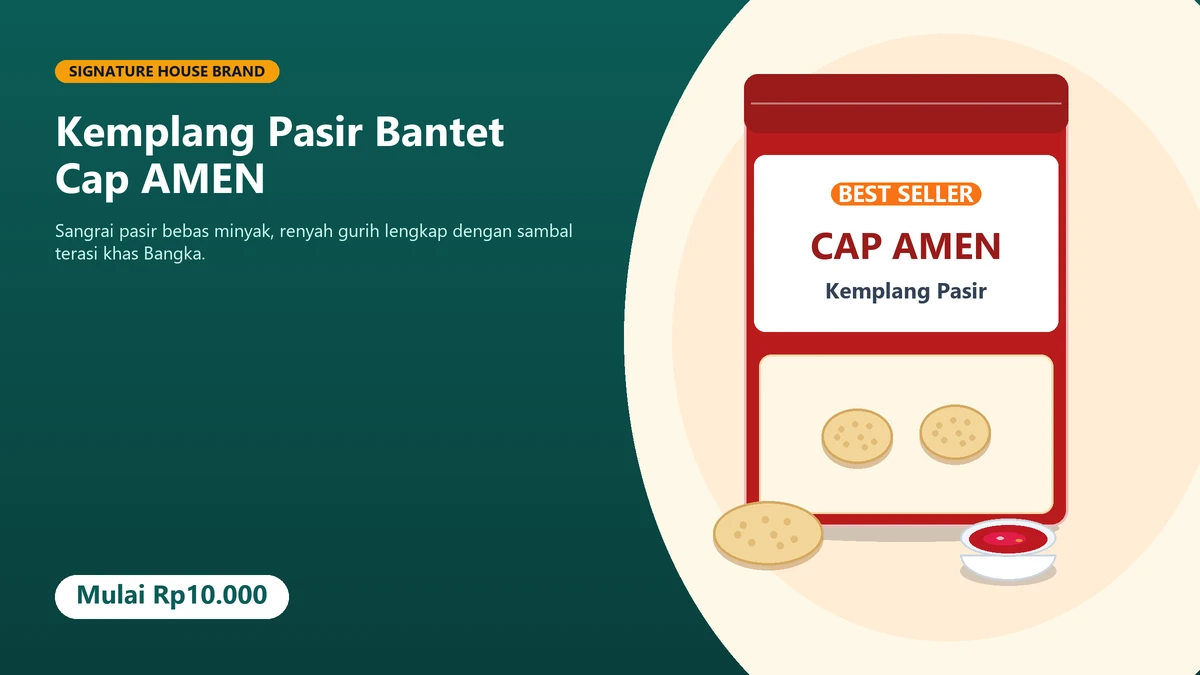 SIGNATURE HOUSE BRAND
Kemplang Pasir Bantet
Cap AMEN
Sangrai pasir bebas minyak, renyah gurih lengkap dengan sambal
terasi khas Bangka.
Mulai Rp10.000
BEST SELLER
CAP AMEN
Kemplang Pasir